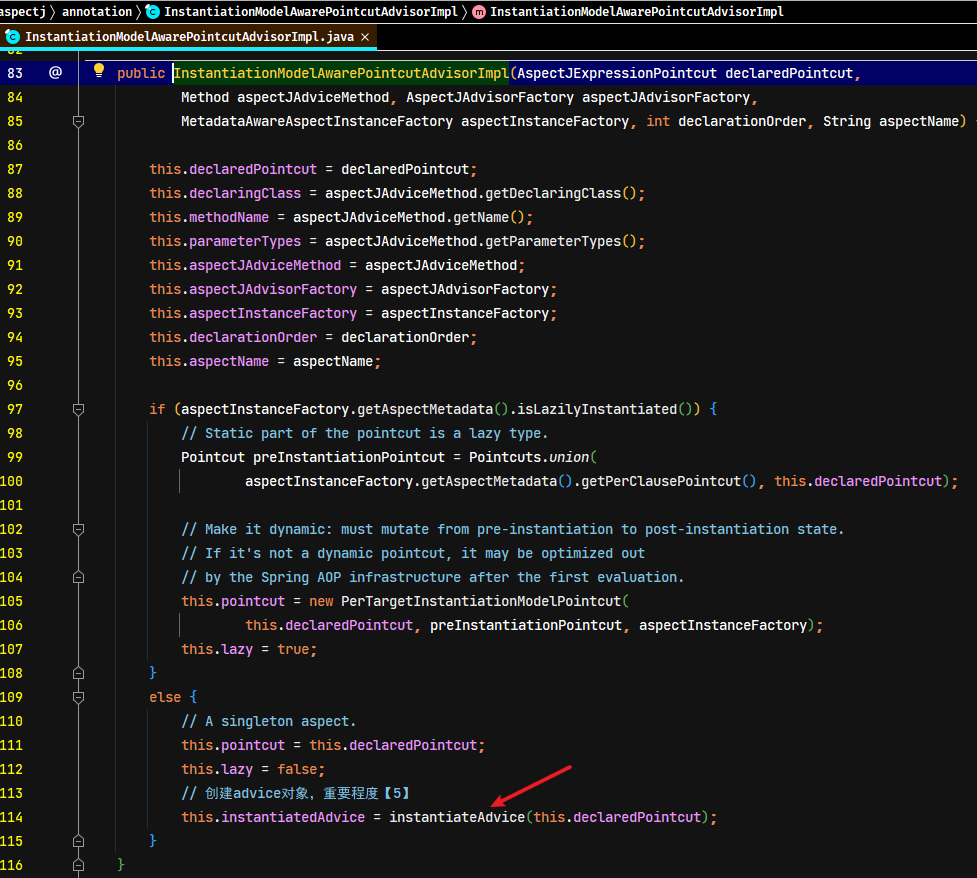 aspectj > annotation > InstantiationModelAwarePointcutAdvisorImpl > InstantiationModelAwarePointcutAdvisorImpl
InstantiationModelAwarePointcutAdvisorImpl.java ×
82
83 @ public InstantiationModelAwarePointcutAdvisorImpl(AspectJExpressionPointcut declaredPointcut,
84 Method aspectJAdviceMethod, AspectJAdvisorFactory aspectJAdvisorFactory,
85 MetadataAwareAspectInstanceFactory aspectInstanceFactory, int declarationOrder, String aspectName)
86
87 this.declaredPointcut = declaredPointcut;
88 this.declaringClass = aspectJAdviceMethod.getDeclaringClass();
89 this.methodName = aspectJAdviceMethod.getName();
90 this.parameterTypes = aspectJAdviceMethod.getParameterTypes();
91 this.aspectJAdviceMethod = aspectJAdviceMethod;
92 this.aspectJAdvisorFactory = aspectJAdvisorFactory;
93 this.aspectInstanceFactory = aspectInstanceFactory;
94 this.declarationOrder = declarationOrder;
95 this.aspectName = aspectName;
96
97 if (aspectInstanceFactory.getAspectMetadata().isLazilyInstantiated()) {
98 // Static part of the pointcut is a lazy type.
99 Pointcut preInstantiationPointcut = Pointcuts.union(
100 aspectInstanceFactory.getAspectMetadata().getPerClausePointcut(), this.declaredPointcut);
101
102 // Make it dynamic: must mutate from pre-instantiation to post-instantiation state.
103 // If it's not a dynamic pointcut, it may be optimized out
104 // by the Spring AOP infrastructure after the first evaluation.
105 this.pointcut = new PerTargetInstantiationModelPointcut(
106 this.declaredPointcut, preInstantiationPointcut, aspectInstanceFactory);
107 this.lazy = true;
108 }
109 else {
110 // A singleton aspect.
111 this.pointcut = this.declaredPointcut;
112 this.lazy = false;
113 // 创建advice对象，重要程度【5】
114 this.instantiatedAdvice = instantiateAdvice(this.declaredPointcut);
115 }
116 }